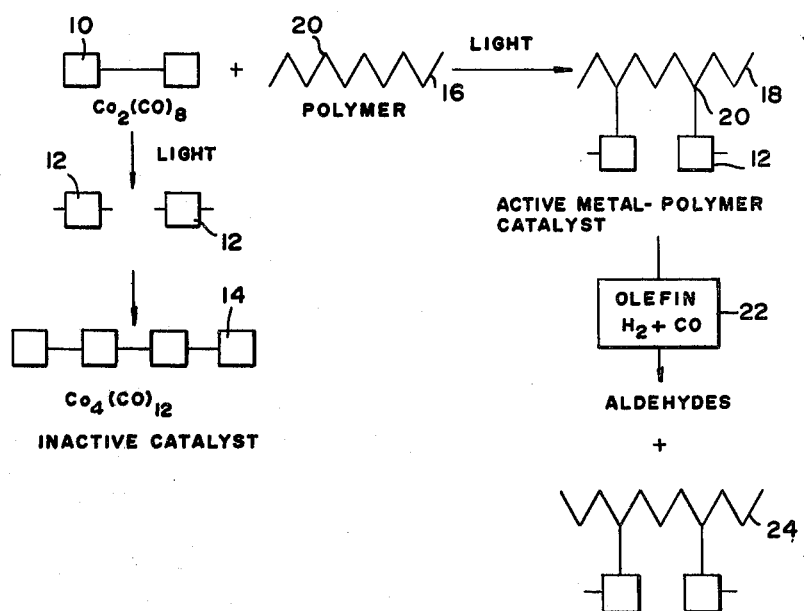 10
20
+
LIGHT
16
18
Co₂(CO)₈
POLYMER
20
LIGHT
12
12
12
ACTIVE METAL-POLYMER
CATALYST
14
OLEFIN
H₂ + CO
22
Co₄(CO)₁₂
INACTIVE CATALYST
ALDEHYDES
+
24